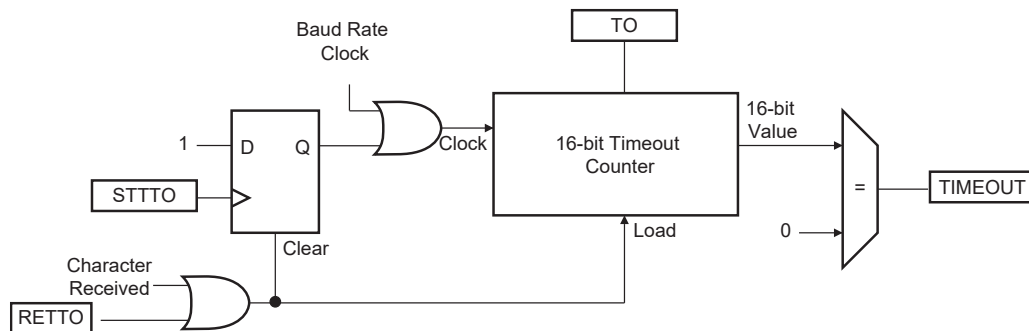 TO
Baud Rate
Clock
1
D
Q
Clock
16-bit Timeout
Counter
16-bit
Value
STTTO
=
TIMEOUT
0
Clear
Load
Character
Received
RETTO